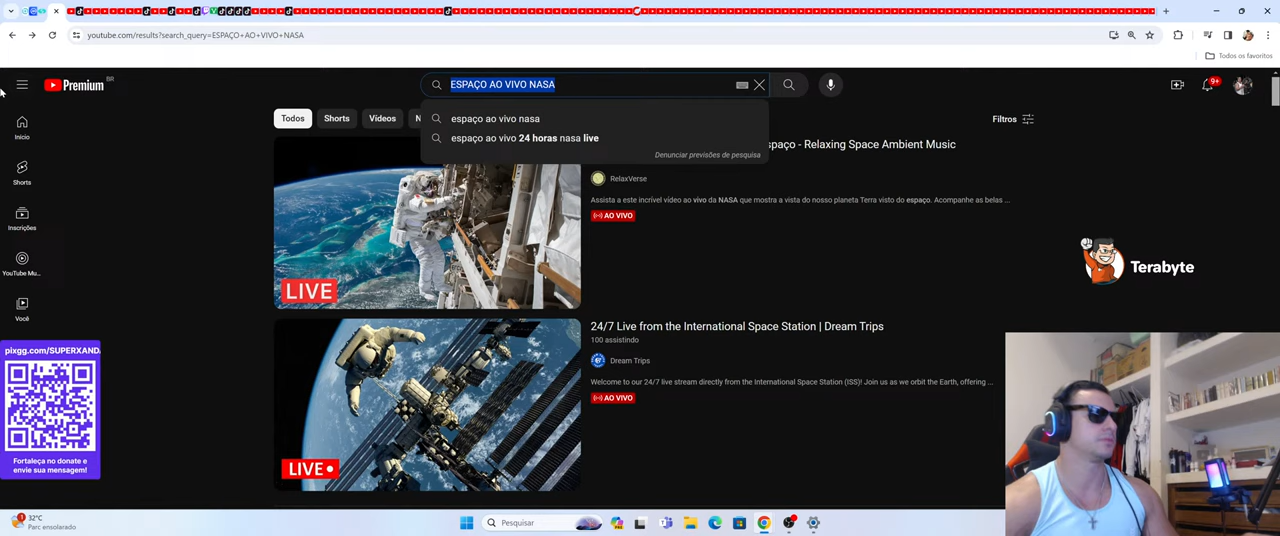 youtube.com/results?search_query=ESPAÇO+AO+VIVO+NASA
Todos os favoritos
Premium BR
ESPAÇO AO VIVO NASA
9+
espaço ao vivo nasa
espaço ao vivo 24 horas nasa live
Denunciar previsões de pesquisa
Todos
Shorts
Vídeos
N
Filtros
Início
Shorts
Inscrições
YouTube Mu...
Você
LIVE
spaço - Relaxing Space Ambient Music
RelaxVerse
Assista a este incrível vídeo ao vivo da NASA que mostra a vista do nosso planeta Terra visto do espaço. Acompanhe as belas ...
AO VIVO
Terabyte
LIVE
24/7 Live from the International Space Station | Dream Trips
100 assistindo
Dream Trips
Welcome to our 24/7 live stream directly from the International Space Station (ISS)! Join us as we orbit the Earth, offering ...
AO VIVO
pixgg.com/SUPERXAND
Fortaleça no donate e
envie sua mensagem!
1
32°C
Parc ensolarado
Pesquisar